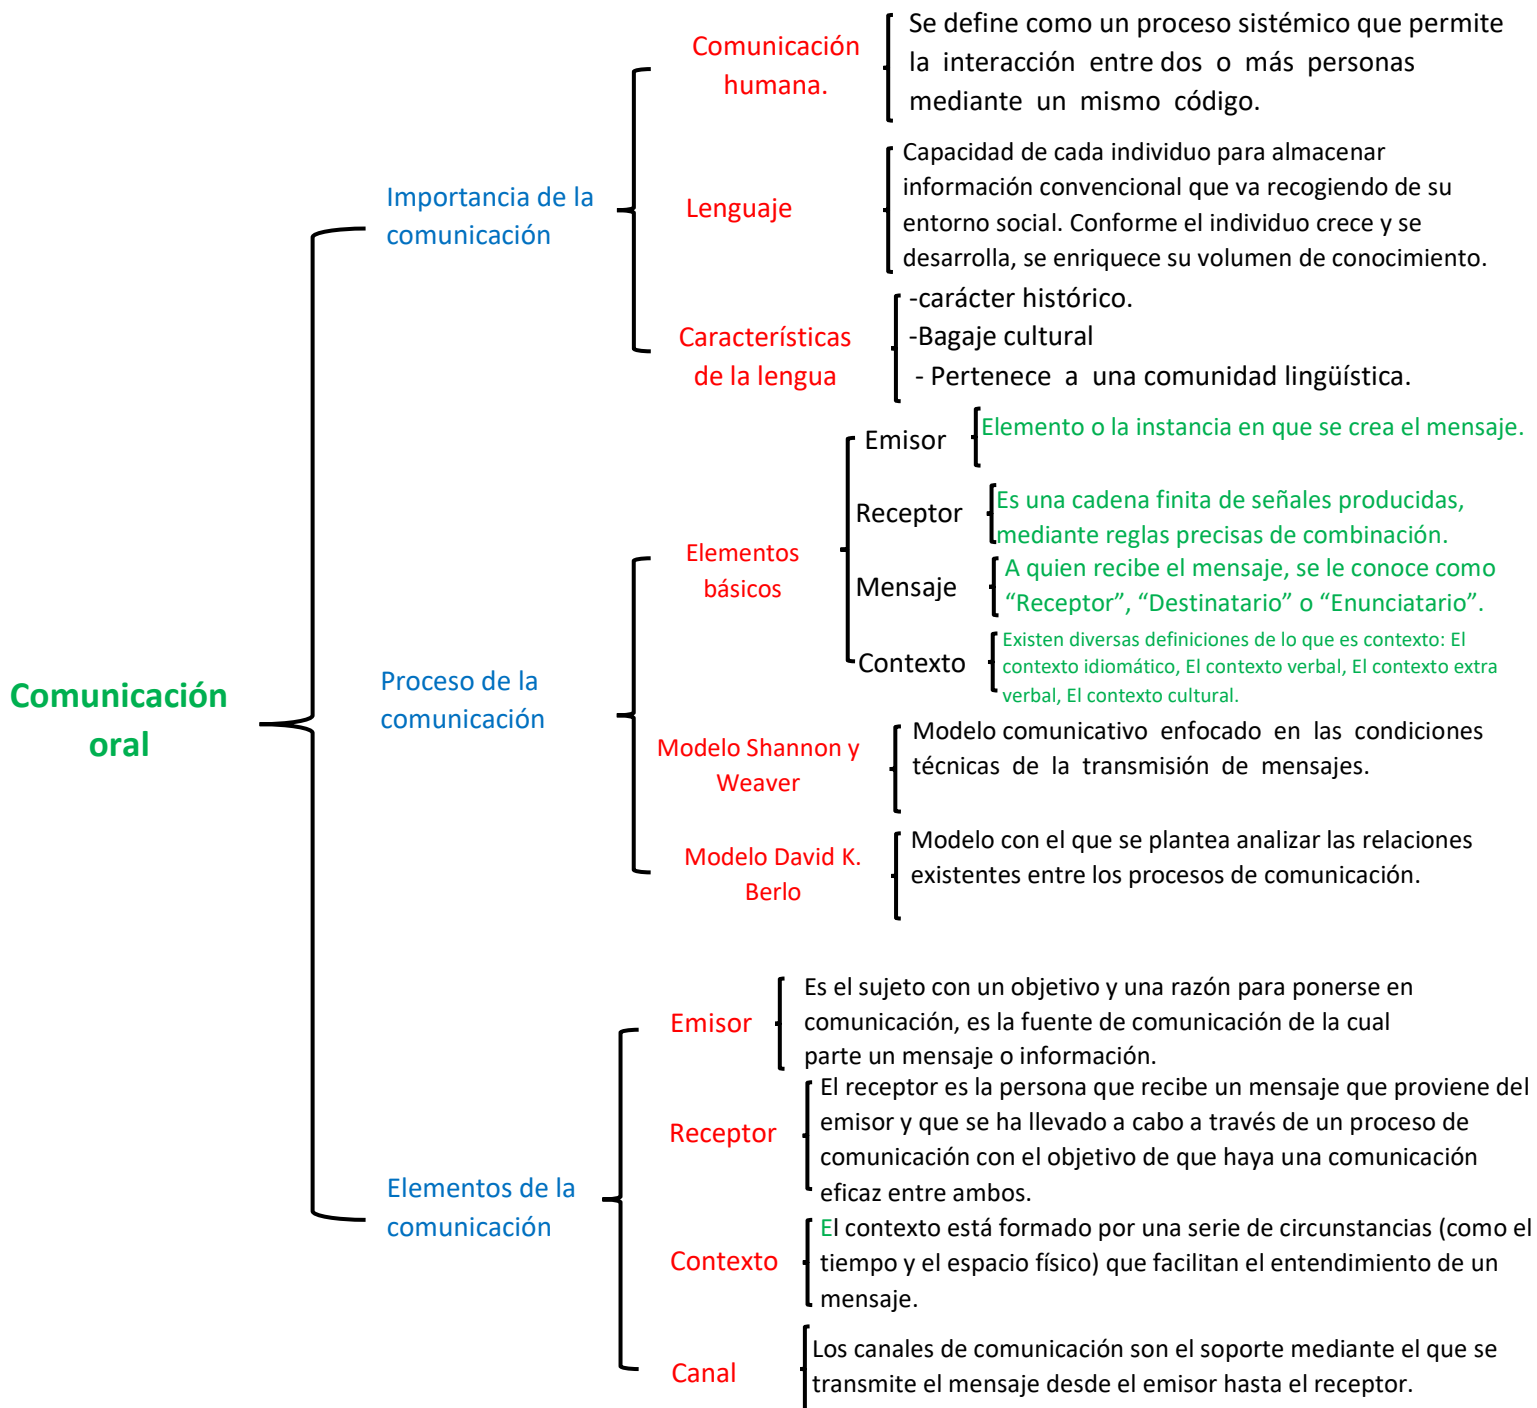 Comunicación
oral
Importancia de la
comunicación
Comunicación
humana.
Se define como un proceso sistémico que permite
la interacción entre dos o más personas
mediante un mismo código.
Lenguaje
Capacidad de cada individuo para almacenar
información convencional que va recogiendo de su
entorno social. Conforme el individuo crece y se
desarrolla, se enriquece su volumen de conocimiento.
Características
de la lengua
-carácter histórico.
-Bagaje cultural
- Pertenece a una comunidad lingüística.
Proceso de la
comunicación
Elementos
básicos
Emisor
Elemento o la instancia en que se crea el mensaje.
Receptor
Es una cadena finita de señales producidas,
mediante reglas precisas de combinación.
Mensaje
A quien recibe el mensaje, se le conoce como
“Receptor”, “Destinatario” o “Enunciatario”.
Contexto
Existen diversas definiciones de lo que es contexto: El
contexto idiomático, El contexto verbal, El contexto extra
verbal, El contexto cultural.
Modelo Shannon y
Weaver
Modelo comunicativo enfocado en las condiciones
técnicas de la transmisión de mensajes.
Modelo David K.
Berlo
Modelo con el que se plantea analizar las relaciones
existentes entre los procesos de comunicación.
Elementos de la
comunicación
Emisor
Es el sujeto con un objetivo y una razón para ponerse en
comunicación, es la fuente de comunicación de la cual
parte un mensaje o información.
Receptor
El receptor es la persona que recibe un mensaje que proviene del
emisor y que se ha llevado a cabo a través de un proceso de
comunicación con el objetivo de que haya una comunicación
eficaz entre ambos.
Contexto
El contexto está formado por una serie de circunstancias (como el
tiempo y el espacio físico) que facilitan el entendimiento de un
mensaje.
Canal
Los canales de comunicación son el soporte mediante el que se
transmite el mensaje desde el emisor hasta el receptor.